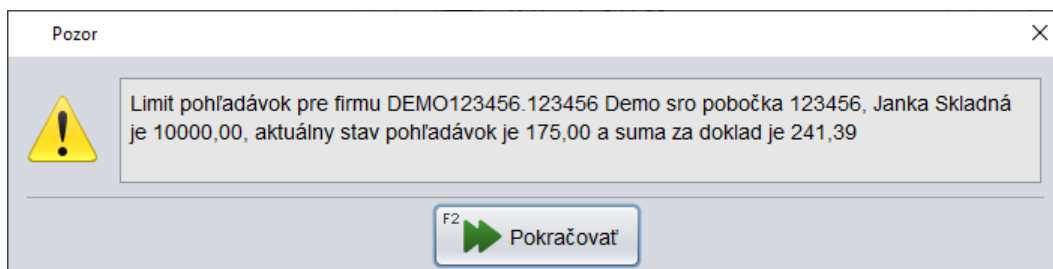 Pozor
Limit pohľadávok pre firmu DEMO123456.123456 Demo sro pobočka 123456, Janka Skladná
je 10000,00, aktuálny stav pohľadávok je 175,00 a suma za doklad je 241,39
F2 Pokračovať